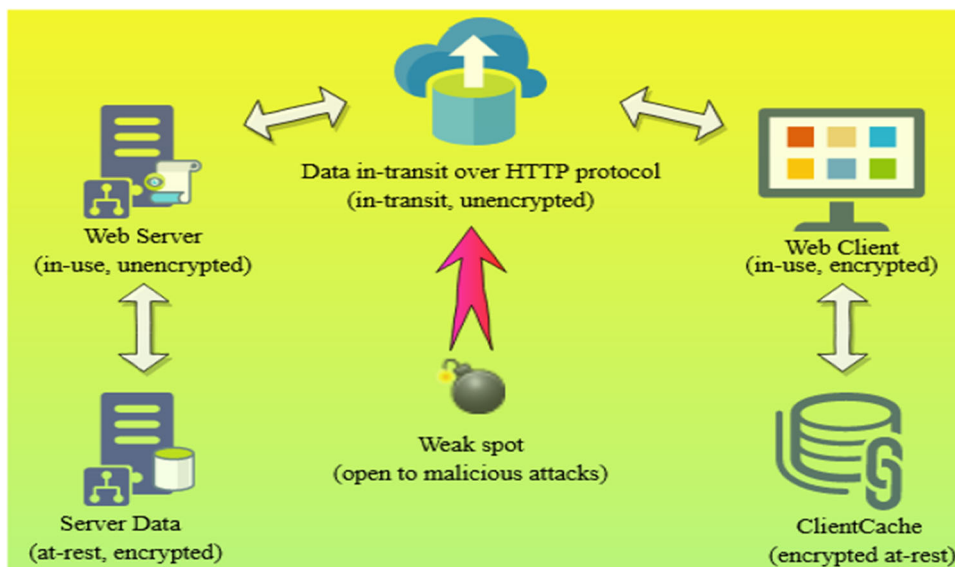 Data in-transit over HTTP protocol
(in-transit, unencrypted)
Web Server
(in-use, unencrypted)
Web Client
(in-use, encrypted)
Weak spot
(open to malicious attacks)
Server Data
(at-rest, encrypted)
ClientCache
(encrypted at-rest)